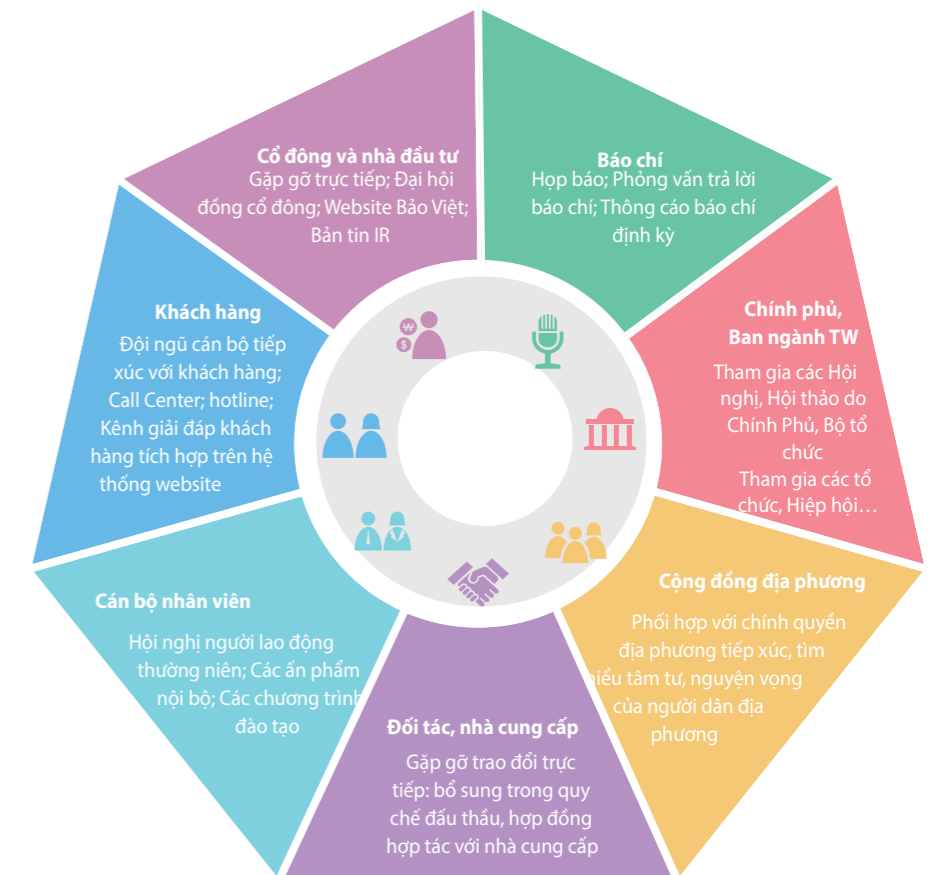 Cổ đông và nhà đầu tư
Gặp gỡ trực tiếp; Đại hội
đồng cổ đông; Website Bảo Việt;
Bản tin IR
Báo chí
Họp báo; Phỏng vấn trả lời
báo chí; Thông cáo báo chí
định kỳ
Chính phủ,
Ban ngành TW
Tham gia các Hội
nghị, Hội thảo do
Chính Phủ, Bộ tổ
chức
Tham gia các tổ
chức, Hiệp hội…
Cộng đồng địa phương
Phối hợp với chính quyền
địa phương tiếp xúc, tìm
hiểu tâm tư, nguyện vọng
của người dân địa
phương
Đối tác, nhà cung cấp
Gặp gỡ trao đổi trực
tiếp: bổ sung trong quy
chế đấu thầu, hợp đồng
hợp tác với nhà cung cấp
Cán bộ nhân viên
Hội nghị người lao động
thường niên; Các ấn phẩm
nội bộ; Các chương trình
đào tạo
Khách hàng
Đội ngũ cán bộ tiếp
xúc với khách hàng;
Call Center; hotline;
Kênh giải đáp khách
hàng tích hợp trên hệ
thống website